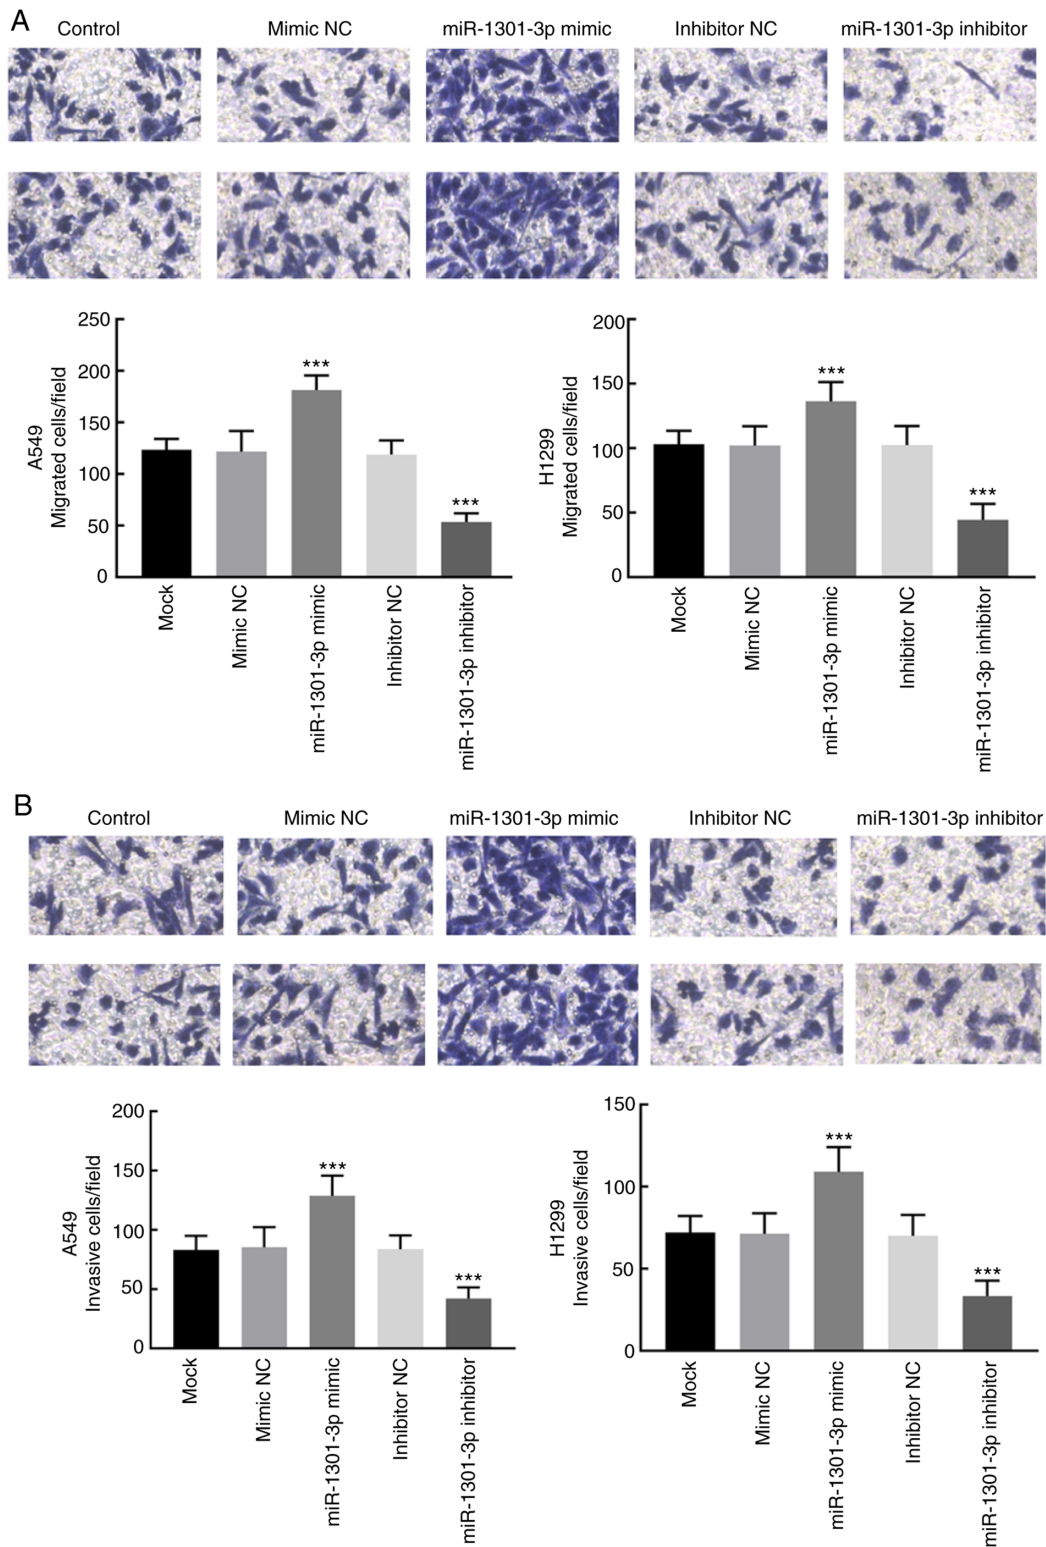 A
Control
Mimic NC
miR-1301-3p mimic
Inhibitor NC
miR-1301-3p inhibitor
A549
Migrated cells/field
250
200
150
100
50
0
***
***
Mock
Mimic NC
miR-1301-3p mimic
Inhibitor NC
miR-1301-3p inhibitor
H1299
Migrated cells/field
200
150
100
50
0
***
***
Mock
Mimic NC
miR-1301-3p mimic
Inhibitor NC
miR-1301-3p inhibitor
B
Control
Mimic NC
miR-1301-3p mimic
Inhibitor NC
miR-1301-3p inhibitor
A549
Invasive cells/field
200
150
100
50
0
***
***
Mock
Mimic NC
miR-1301-3p mimic
Inhibitor NC
miR-1301-3p inhibitor
H1299
Invasive cells/field
150
100
50
0
***
***
Mock
Mimic NC
miR-1301-3p mimic
Inhibitor NC
miR-1301-3p inhibitor